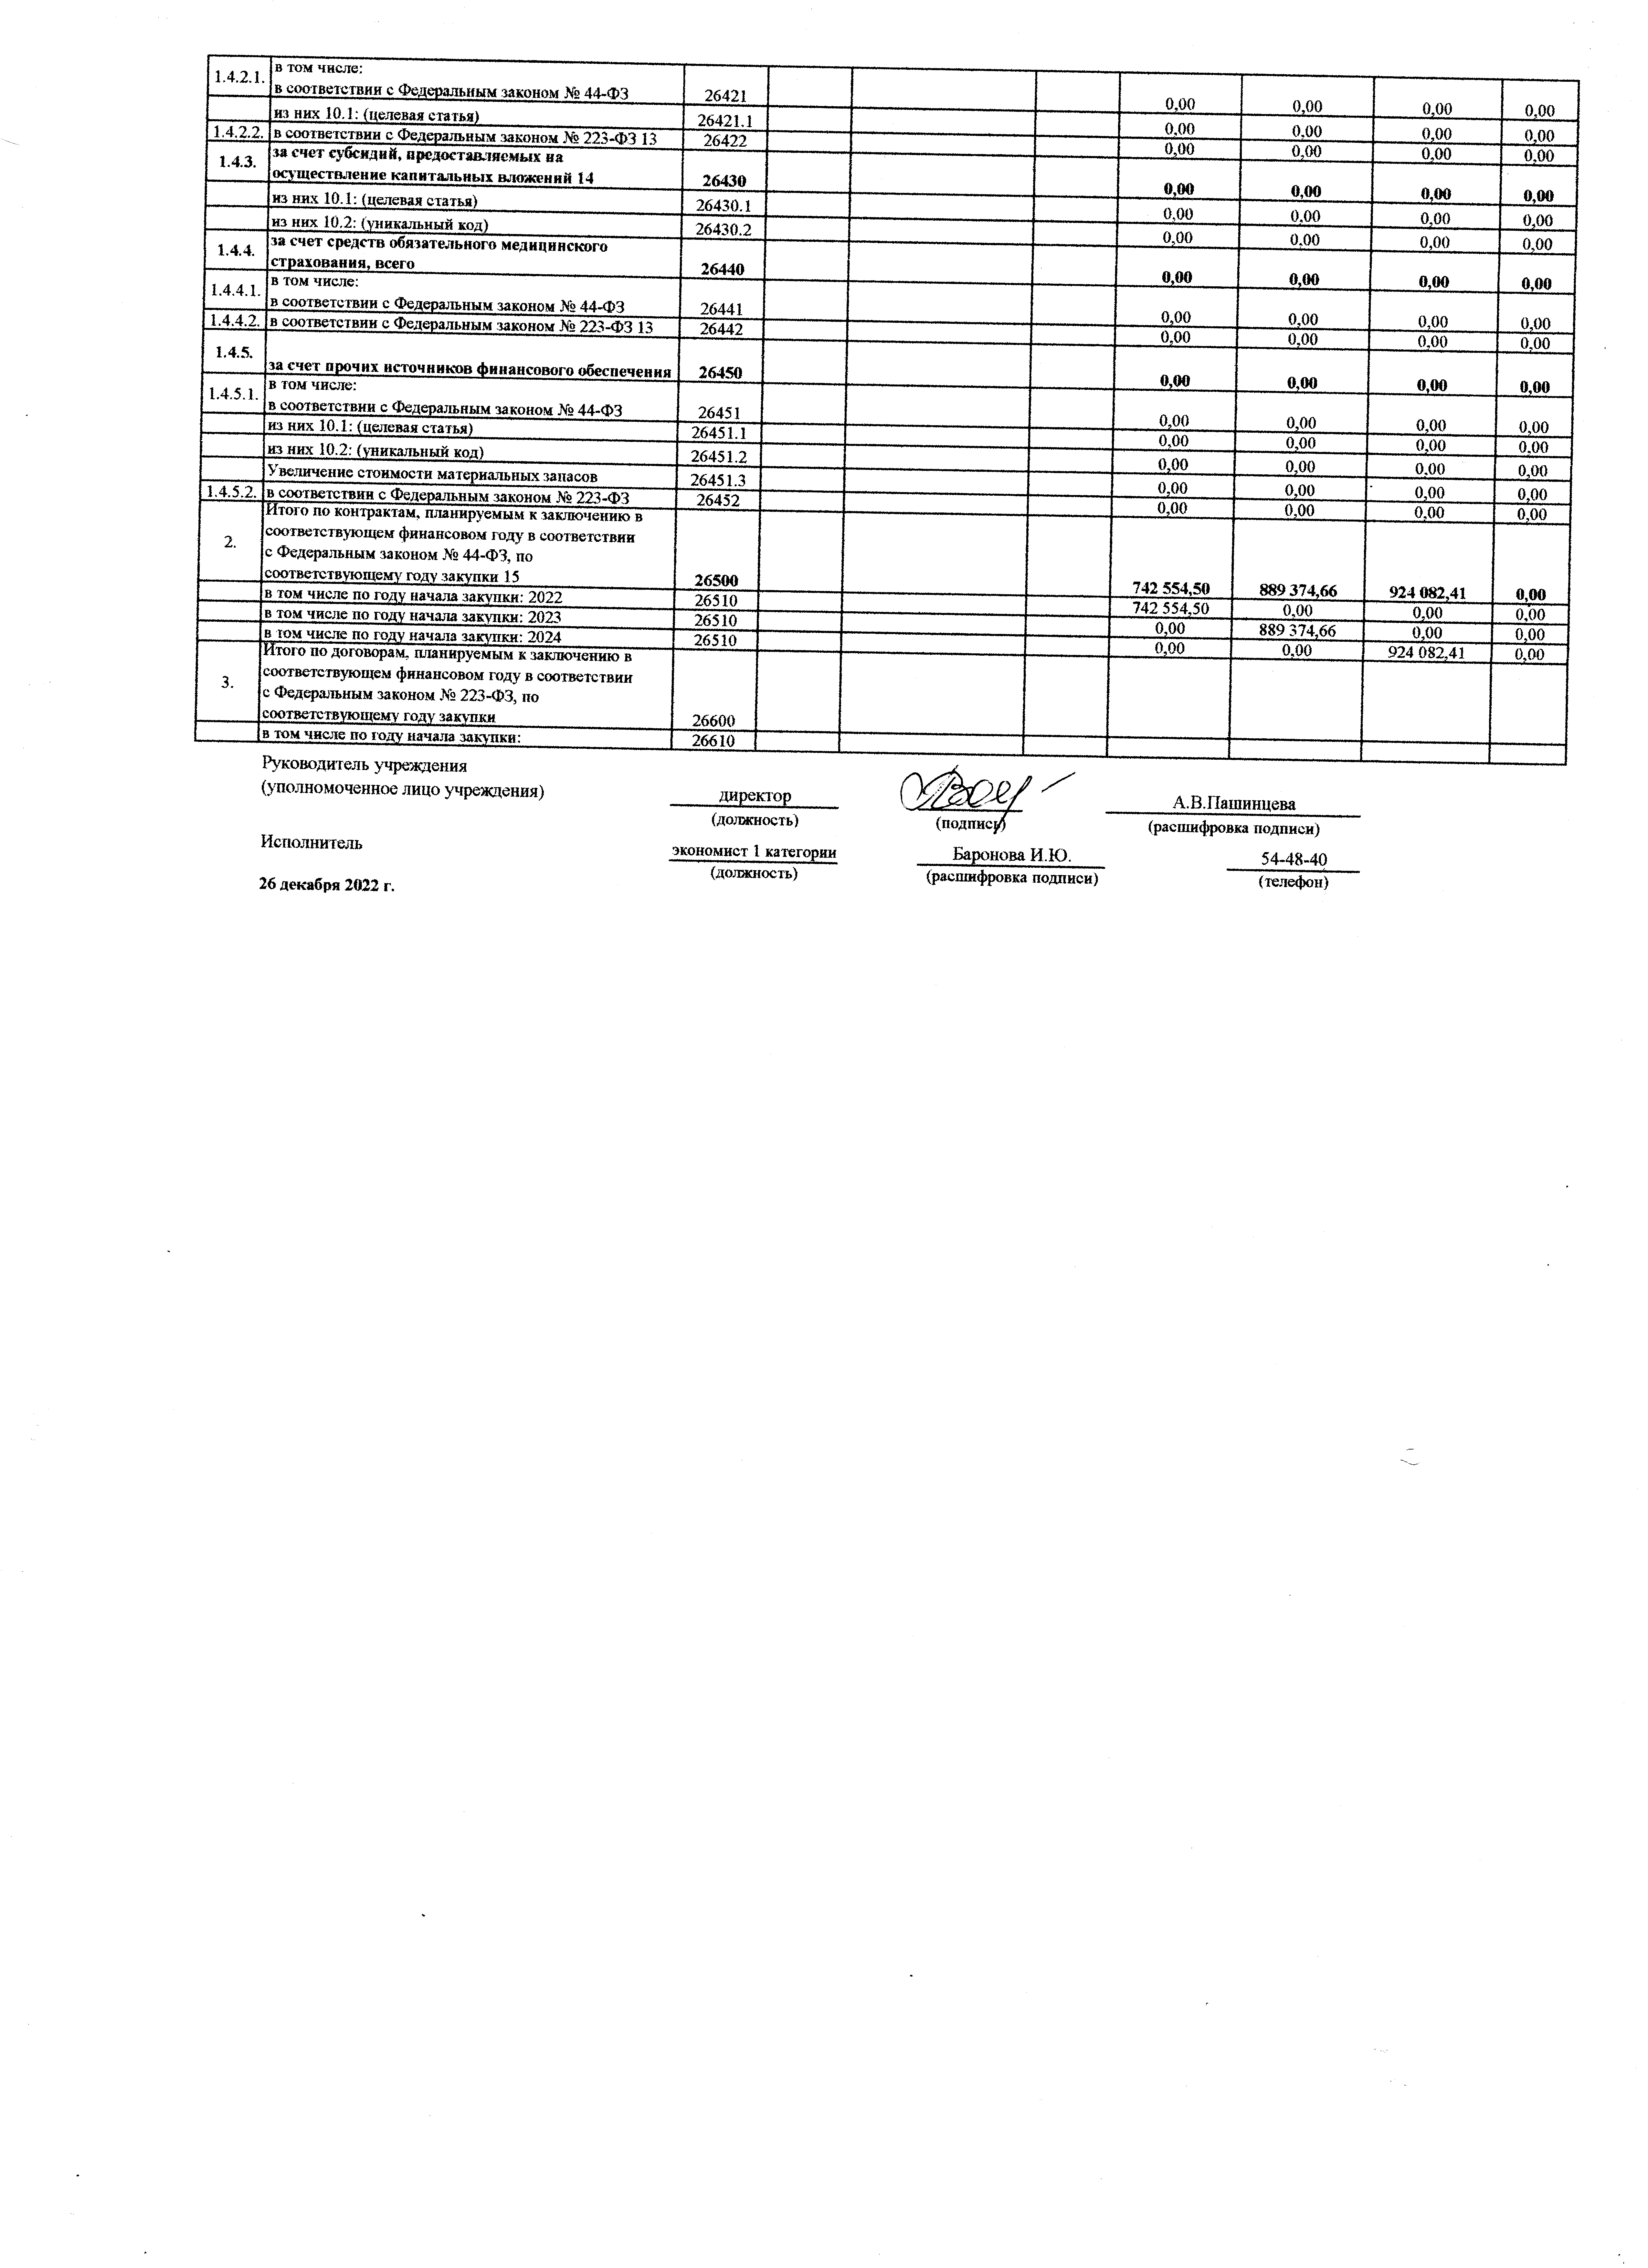 1.4.2.1. в том числе:
в соответствии с Федеральным законом № 44-ФЗ 26421 0,00 0,00 0,00 0,00
из них 10.1: (целевая статья) 26421.1 0,00 0,00 0,00 0,00
1.4.2.2. в соответствии с Федеральным законом № 223-ФЗ 13 26422 0,00 0,00 0,00 0,00
1.4.3. за счет субсидий, предоставляемых на
осуществление капитальных вложений 14 26430 0,00 0,00 0,00 0,00
из них 10.1: (целевая статья) 26430.1 0,00 0,00 0,00 0,00
из них 10.2: (уникальный код) 26430.2 0,00 0,00 0,00 0,00
1.4.4. за счет средств обязательного медицинского
страхования, всего 26440 0,00 0,00 0,00 0,00
1.4.4.1. в том числе:
в соответствии с Федеральным законом № 44-ФЗ 26441 0,00 0,00 0,00 0,00
1.4.4.2. в соответствии с Федеральным законом № 223-ФЗ 13 26442 0,00 0,00 0,00 0,00
1.4.5. за счет прочих источников финансового обеспечения 26450 0,00 0,00 0,00 0,00
1.4.5.1. в том числе:
в соответствии с Федеральным законом № 44-ФЗ 26451 0,00 0,00 0,00 0,00
из них 10.1: (целевая статья) 26451.1 0,00 0,00 0,00 0,00
из них 10.2: (уникальный код) 26451.2 0,00 0,00 0,00 0,00
Увеличение стоимости материальных запасов 26451.3 0,00 0,00 0,00 0,00
1.4.5.2. в соответствии с Федеральным законом № 223-ФЗ 26452 0,00 0,00 0,00 0,00
2. Итого по контрактам, планируемым к заключению в
соответствующем финансовом году в соответствии
с Федеральным законом № 44-ФЗ, по
соответствующему году закупки 15 26500 742 554,50 889 374,66 924 082,41 0,00
в том числе по году начала закупки: 2022 26510 742 554,50 0,00 0,00 0,00
в том числе по году начала закупки: 2023 26510 0,00 889 374,66 0,00 0,00
в том числе по году начала закупки: 2024 26510 0,00 0,00 924 082,41 0,00
3. Итого по договорам, планируемым к заключению в
соответствующем финансовом году в соответствии
с Федеральным законом № 223-ФЗ, по
соответствующему году закупки 26600
в том числе по году начала закупки: 26610
Руководитель учреждения
(уполномоченное лицо учреждения) директор А.В.Пашинцева
(должность) (подпись) (расшифровка подписи)
Исполнитель экономист 1 категории Баронова И.Ю. 54-48-40
(должность) (расшифровка подписи) (телефон)
26 декабря 2022 г.